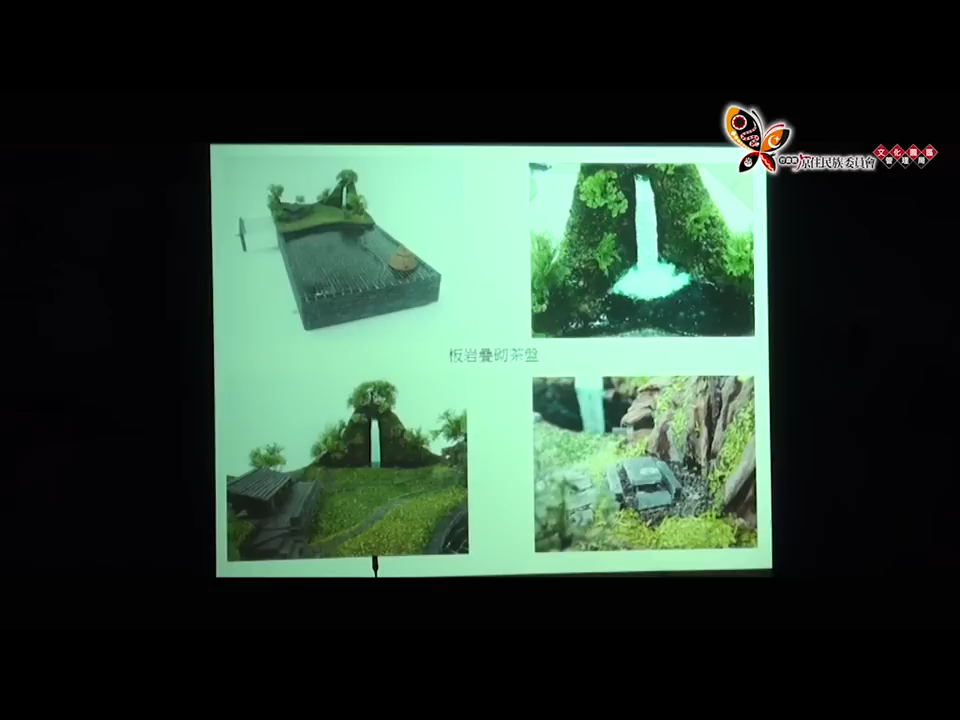 原住民族委員會
文化園區
管理局
板岩疊砌茶盤